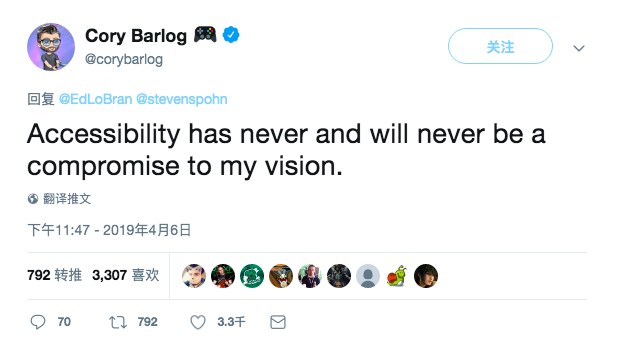 Cory Barlog 🎮
@corybarlog
关注
回复 @EdLoBran @stevenspohn
Accessibility has never and will never be a
compromise to my vision.
翻译推文
下午11:47 - 2019年4月6日
792 转推 3,307 喜欢
70 792 3.3千